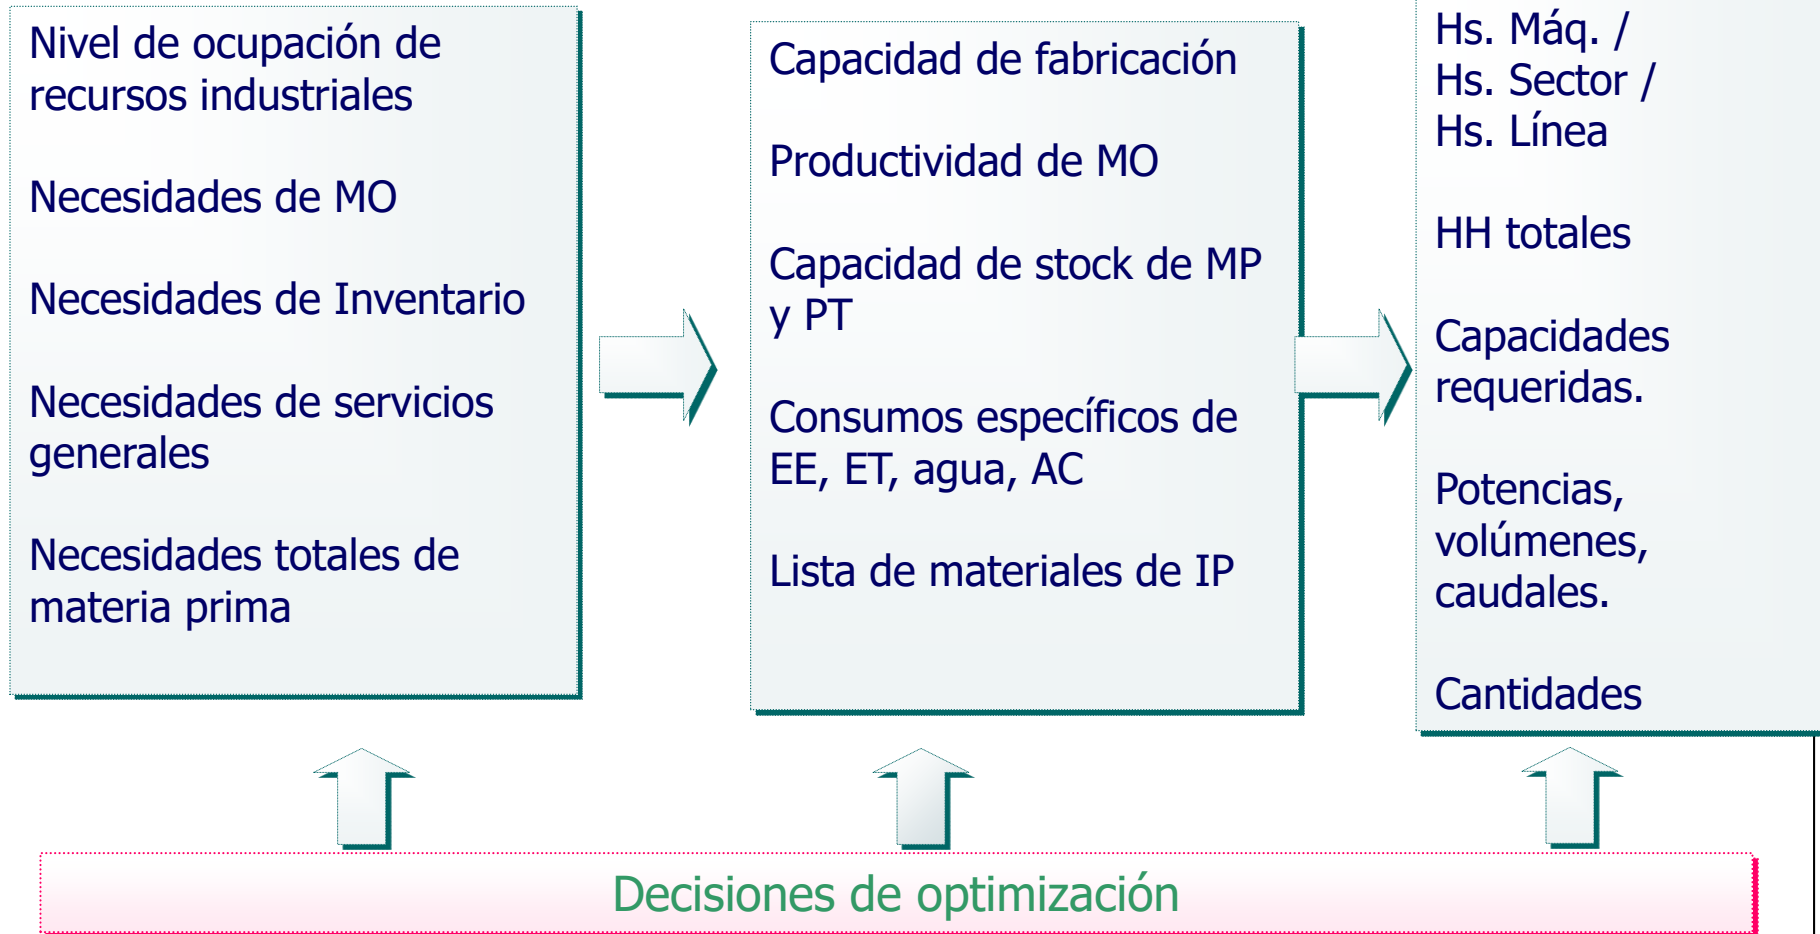 Nivel de ocupación de
recursos industriales
Necesidades de MO
Necesidades de Inventario
Necesidades de servicios
generales
Necesidades totales de
materia prima
Capacidad de fabricación
Productividad de MO
Capacidad de stock de MP
y PT
Consumos específicos de
EE, ET, agua, AC
Lista de materiales de IP
Hs. Máq. /
Hs. Sector /
Hs. Línea
HH totales
Capacidades
requeridas.
Potencias,
volúmenes,
caudales.
Cantidades
Decisiones de optimización